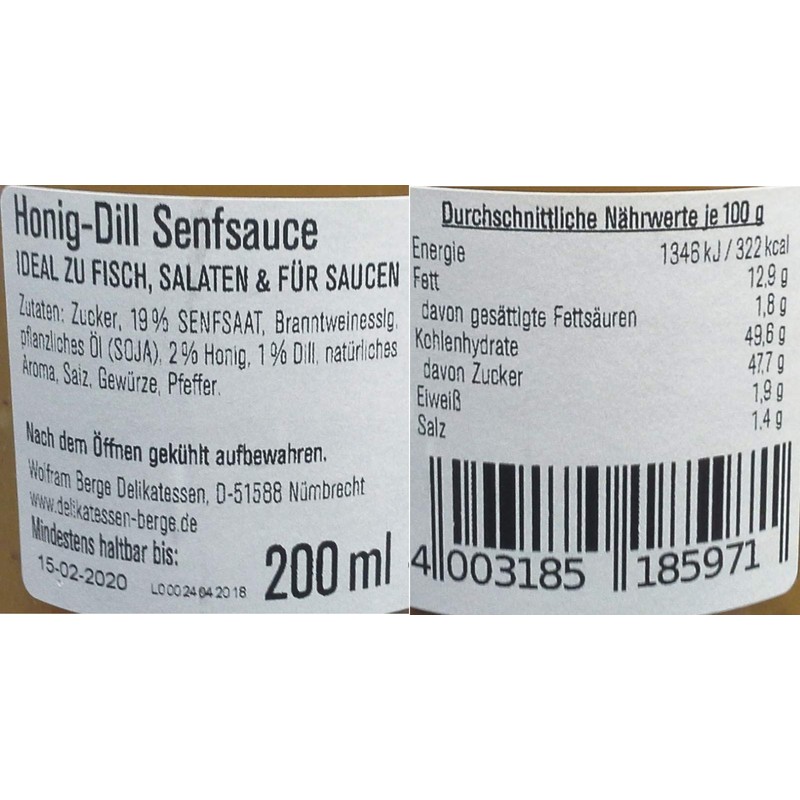 Honig-Dill Senfsauce
IDEAL ZU FISCH, SALATEN & FÜR SAUCEN
Zutaten: Zucker, 19 % SENFSAAT, Branntweinessig,
pflanzliches Öl (SOJA), 2 % Honig, 1 % Dill, natürliches
Aroma, Salz, Gewürze, Pfeffer.
Nach dem Öffnen gekühlt aufbewahren.
Wolfram Berge Delikatessen, D-51588 Nümbrecht
www.delikatessen-berge.de
Mindestens haltbar bis:
15-02-2020 L00024042018
200 ml
Durchschnittliche Nährwerte je 100 g
Energie 1346 kJ / 322 kcal
Fett 12,9 g
davon gesättigte Fettsäuren 1,8 g
Kohlenhydrate 49,6 g
davon Zucker 47,7 g
Eiweiß 1,9 g
Salz 1,4 g
4 003185 185971